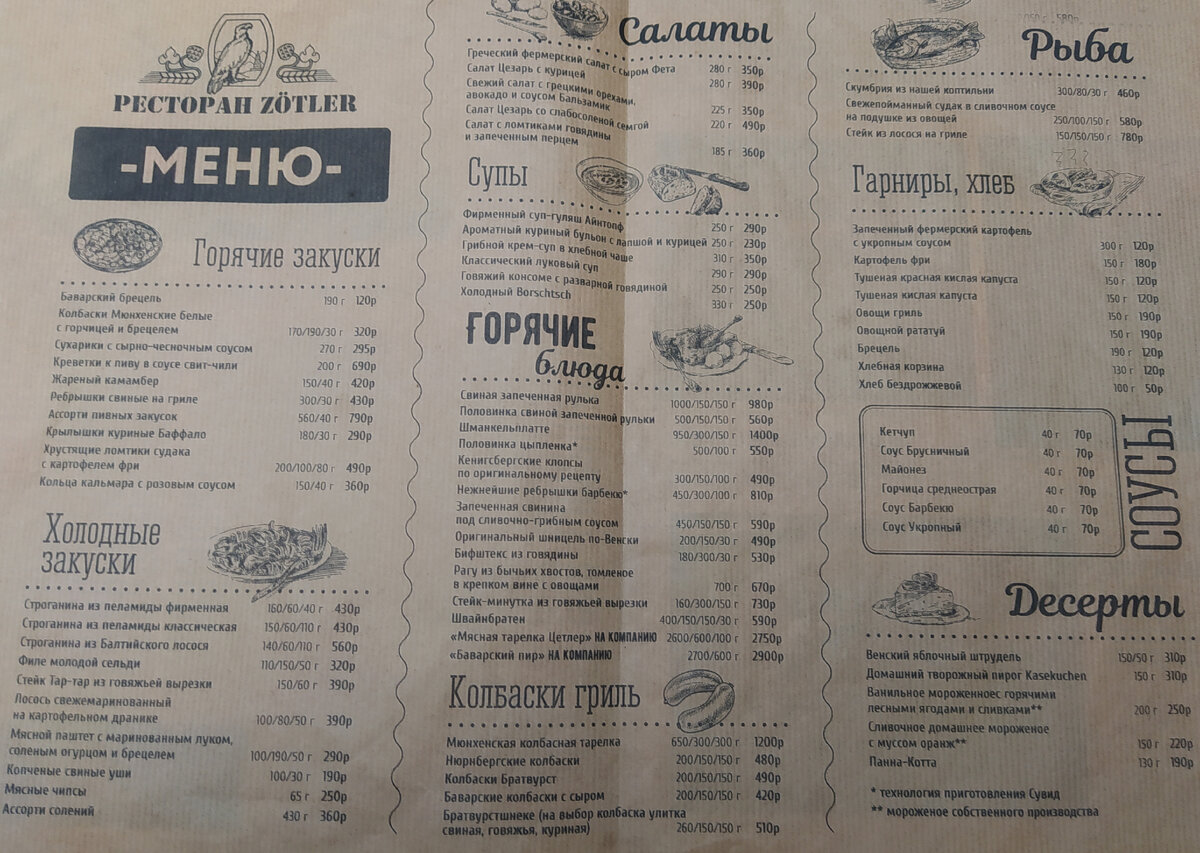 РЕСТОРАН ZÖTLER
-МЕНЮ-
Горячие закуски
Баварский брецель 190 г 120р
Колбаски Мюнхенские белые
с горчицей и брецелем 170/190/30 г 320р
Сухарики с сырно-чесночным соусом 270 г 295р
Креветки к пиву в соусе свит-чили 200 г 690р
Жареный камамбер 150/40 г 420р
Ребрышки свиные на гриле 300/30 г 430р
Ассорти пивных закусок 560/40 г 790р
Крылышки куриные Баффало 180/30 г 290р
Хрустящие ломтики судака
с картофелем фри 200/100/80 г 490р
Кольца кальмара с розовым соусом 150/40 г 360р
Холодные
закуски
Строганина из пеламиды фирменная 160/60/40 г 430р
Строганина из пеламиды классическая 150/60/110 г 430р
Строганина из Балтийского лосося 140/60/110 г 560р
Филе молодой сельди 110/150/50 г 320р
Стейк Тар-тар из говяжьей вырезки 150/60 г 390р
Лосось свежемаринованный
на картофельном дранике 100/80/50 г 390р
Мясной паштет с маринованным луком,
соленым огурцом и брецелем 100/190/50 г 290р
Копченые свиные уши 100/30 г 190р
Мясные чипсы 65 г 250р
Ассорти солений 430 г 360р
Салаты
Греческий фермерский салат с сыром Фета 280 г 350р
Салат Цезарь с курицей 280 г 390р
Свежий салат с грецкими орехами,
авокадо и соусом Бальзамик 225 г 350р
Салат Цезарь со слабосоленой семгой 220 г 490р
Салат с ломтиками говядины
и запеченным перцем 185 г 360р
Супы
Фирменный суп-гуляш Айнтопф 250 г 290р
Ароматный куриный бульон с лапшой и курицей 250 г 230р
Грибной крем-суп в хлебной чаше 310 г 350р
Классический луковый суп 290 г 290р
Говяжий консоме с разварной говядиной 250 г 250р
Холодный Borschtsch 330 г 250р
ГОРЯЧИЕ
блюда
Свиная запеченная рулька 1000/150/150 г 980р
Половинка свиной запеченной рульки 500/150/150 г 560р
Шманкельплатте 950/300/150 г 1400р
Половинка цыпленка* 500/100 г 550р
Кенигсбергские клопсы
по оригинальному рецепту 300/150/100 г 490р
Нежнейшие ребрышки барбекю* 450/300/100 г 810р
Запеченная свинина
под сливочно-грибным соусом 450/150/150 г 590р
Оригинальный шницель по-Венски 200/150/30 г 490р
Бифштекс из говядины 180/300/30 г 530р
Рагу из бычьих хвостов, томленое
в крепком вине с овощами 700 г 670р
Стейк-минутка из говяжьей вырезки 160/300/150 г 730р
Швайнбратен 400/150/150/30 г 590р
«Мясная тарелка Цетлер» НА КОМПАНИЮ 2600/600/100 г 2750р
«Баварский пир» НА КОМПАНИЮ 2700/600 г 2900р
Колбаски гриль
Мюнхенская колбасная тарелка 650/300/300 г 1200р
Нюрнбергские колбаски 200/150/150 г 480р
Колбаски Братвурст 200/150/150 г 490р
Баварские колбаски с сыром 200/150/150 г 420р
Братвурстшнеке (на выбор колбаска улитка
свиная, говяжья, куриная) 260/150/150 г 510р
Рыба
Скумбрия из нашей коптильни 300/80/30 г 460р
Свежепойманный судак в сливочном соусе
на подушке из овощей 250/100/150 г 580р
Стейк из лосося на гриле 150/150/150 г 780р
Гарниры, хлеб
Запеченный фермерский картофель
с укропным соусом 300 г 120р
Картофель фри 150 г 180р
Тушеная красная кислая капуста 150 г 120р
Тушеная кислая капуста 150 г 120р
Овощи гриль 150 г 190р
Овощной рататуй 150 г 190р
Брецель 190 г 120р
Хлебная корзина 130 г 120р
Хлеб Бездрожжевой 100 г 50р
СОУСЫ
Кетчуп 40 г 70р
Соус Брусничный 40 г 70р
Майонез 40 г 70р
Горчица среднеострая 40 г 70р
Соус Барбекю 40 г 70р
Соус Укропный 40 г 70р
Десерты
Венский яблочный штрудель 150/50 г 310р
Домашний творожный пирог Kasekuchen 150 г 310р
Ванильное мороженноес горячими
лесными ягодами и сливками** 200 г 250р
Сливочное домашнее мороженое
с муссом оранж** 150 г 220р
Панна-Котта 130 г 190р
* технология приготовления Сувид
** мороженое собственного производства